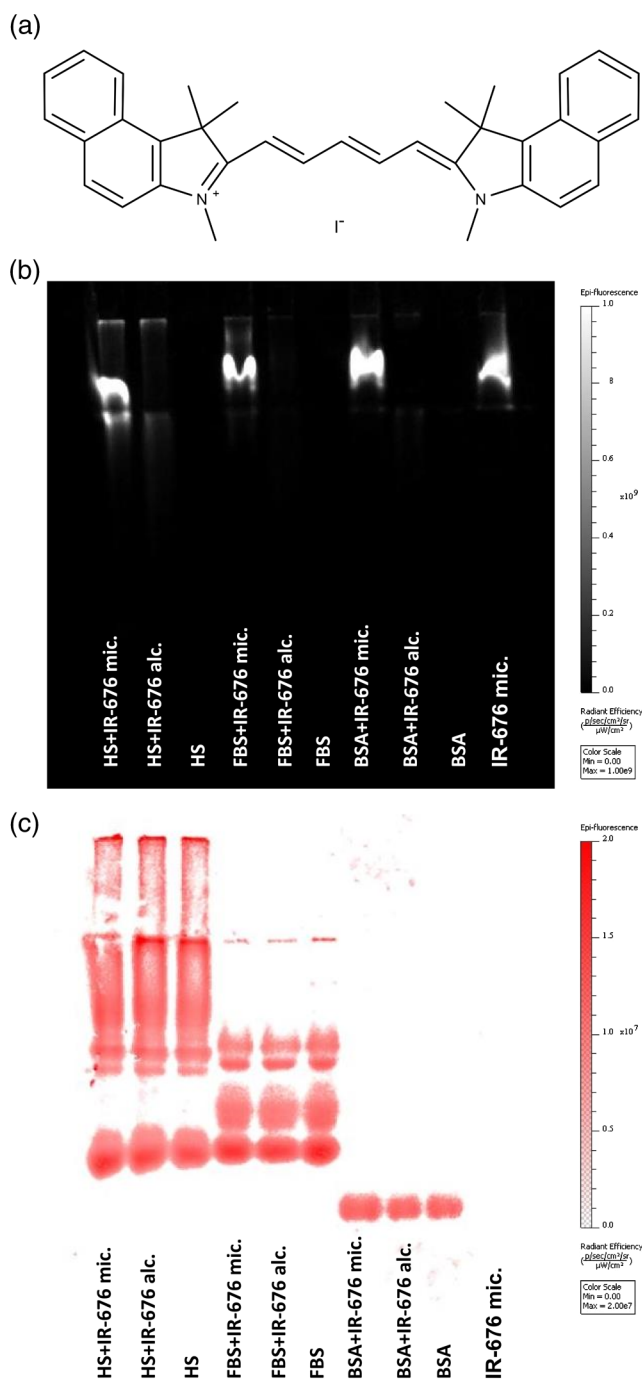 (a)
N
+
N
I-
(b)
Epi-fluorescence
1.0
8
0.6
x10⁹
0.4
0.2
0.0
Radiant Efficiency
(p/sec/cm²/sr / µW/cm²)
Color Scale
Min = 0.00
Max = 1.00e9
HS+IR-676 mic.
HS+IR-676 alc.
HS
FBS+IR-676 mic.
FBS+IR-676 alc.
FBS
BSA+IR-676 mic.
BSA+IR-676 alc.
BSA
IR-676 mic.
(c)
Epi-fluorescence
2.0
1.5
1.0
x10⁷
0.5
0.0
Radiant Efficiency
(p/sec/cm²/sr / µW/cm²)
Color Scale
Min = 0.00
Max = 2.00e7
HS+IR-676 mic.
HS+IR-676 alc.
HS
FBS+IR-676 mic.
FBS+IR-676 alc.
FBS
BSA+IR-676 mic.
BSA+IR-676 alc.
BSA
IR-676 mic.